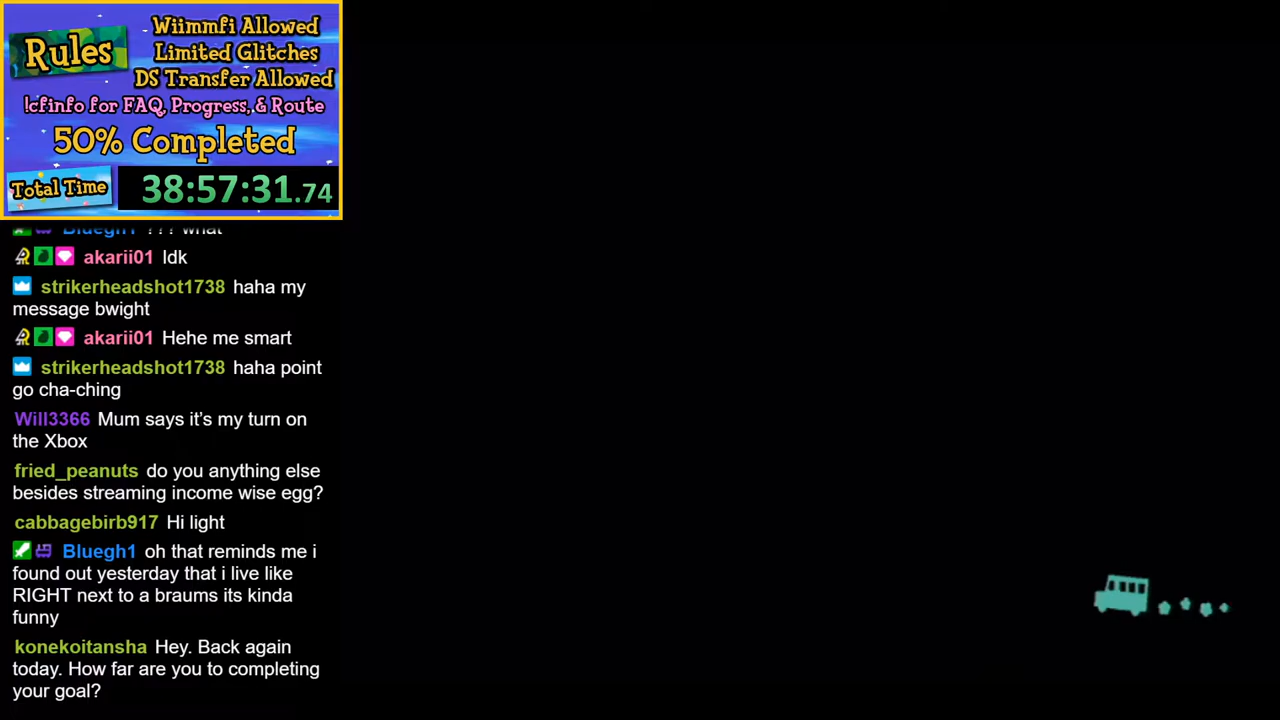 Rules
Wiimmfi Allowed
Limited Glitches
DS Transfer Allowed
!cfinfo for FAQ, Progress, & Route
50% Completed
Total Time
38:57:31.74
Bluegh1 ??? what
akarii01 Idk
strikerheadshot1738 haha my
message bwight
akarii01 Hehe me smart
strikerheadshot1738 haha point
go cha-ching
Will3366 Mum says it’s my turn on
the Xbox
fried_peanuts do you anything else
besides streaming income wise egg?
cabbagebirb917 Hi light
Bluegh1 oh that reminds me i
found out yesterday that i live like
RIGHT next to a braums its kinda
funny
konekoitansha Hey. Back again
today. How far are you to completing
your goal?